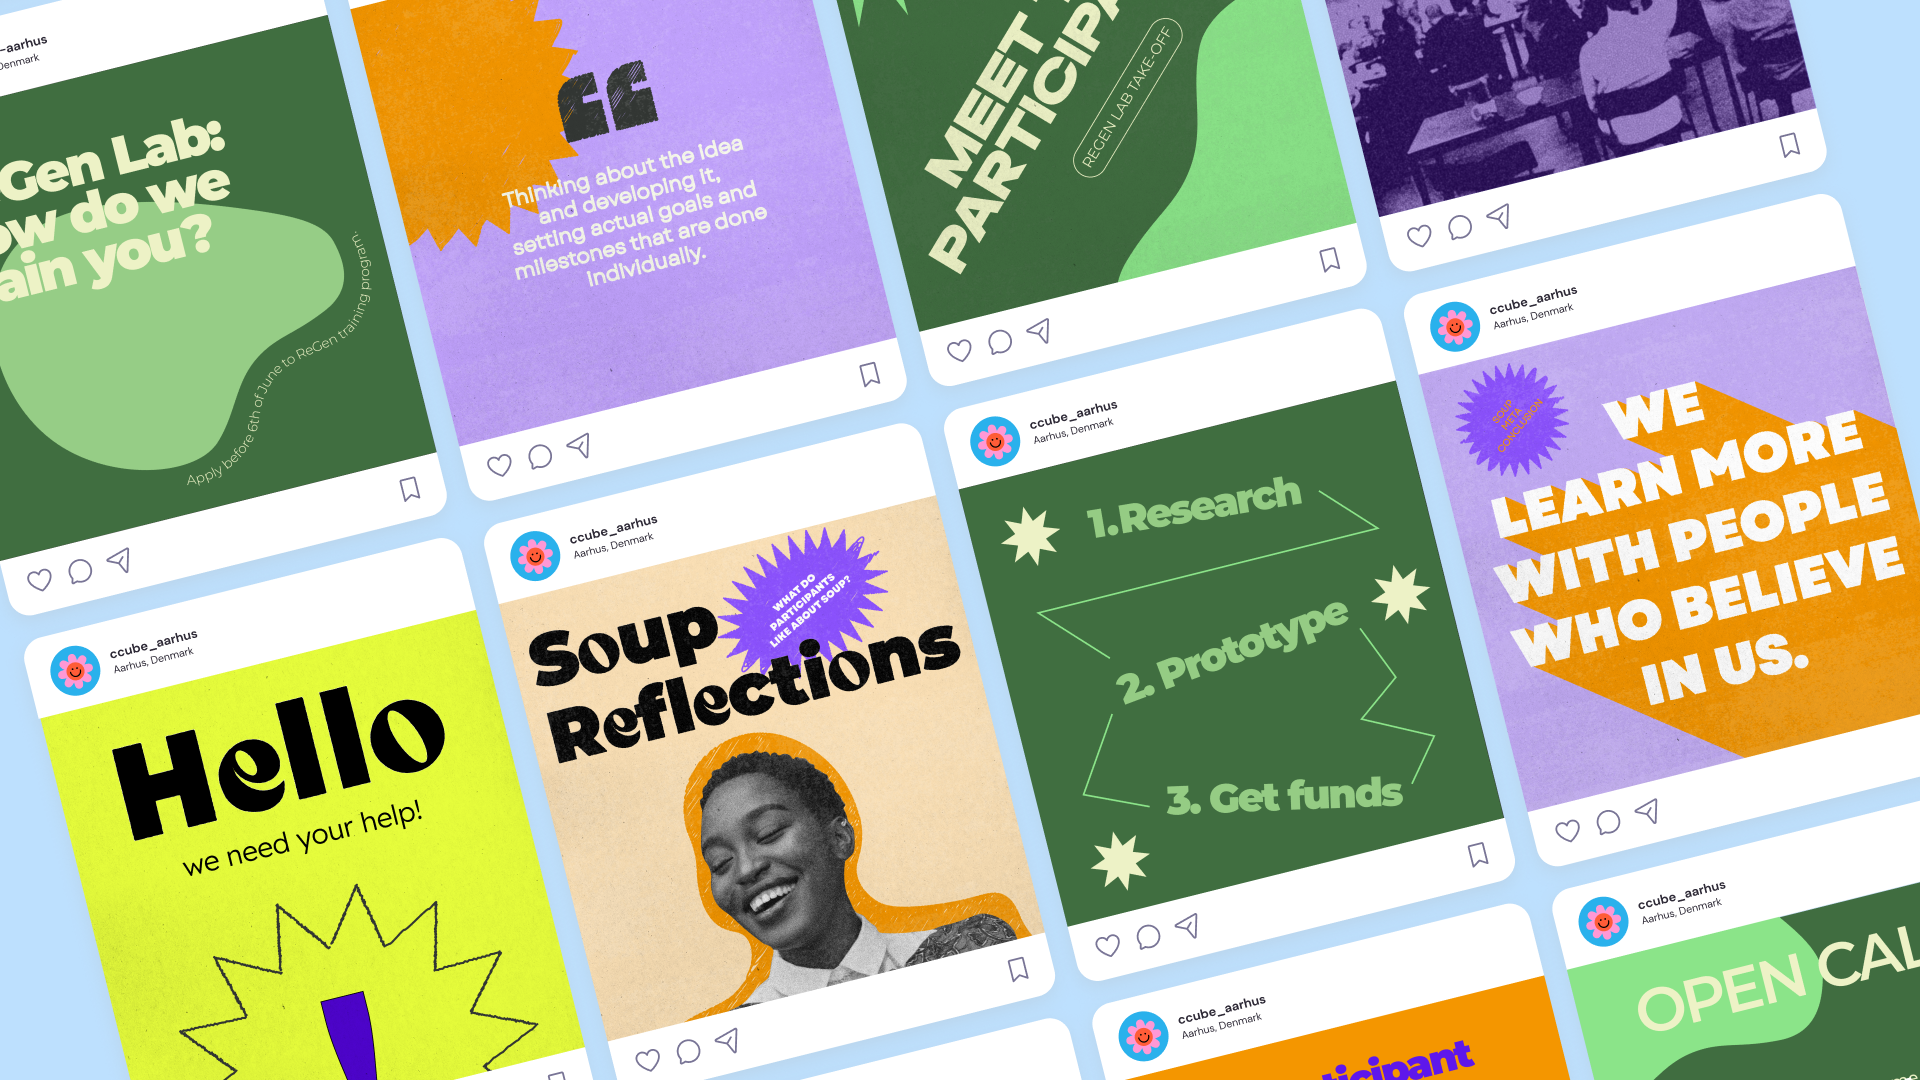 _aarhus
Denmark
Gen Lab:
ow do we
ain you?
Apply before 6th of June to ReGen training program.
Thinking about the idea
and developing it,
setting actual goals and
milestones that are done
individually.
MEET
PARTICIPA
REGEN LAB TAKE-OFF
ccube_aarhus
Aarhus, Denmark
Hello
we need your help!
ccube_aarhus
Aarhus, Denmark
WHAT DO
PARTICIPANTS
LIKE ABOUT SOUP?
Soup
Reflections
ccube_aarhus
Aarhus, Denmark
1.Research
2. Prototype
3. Get funds
ccube_aarhus
Aarhus, Denmark
SOUP
META
CONCLUSION
WE
LEARN MORE
WITH PEOPLE
WHO BELIEVE
IN US.
ccube_aarhus
Aarhus, Denmark
ticipant
ccube_aarhus
Aarhus, Denmark
OPEN CAL